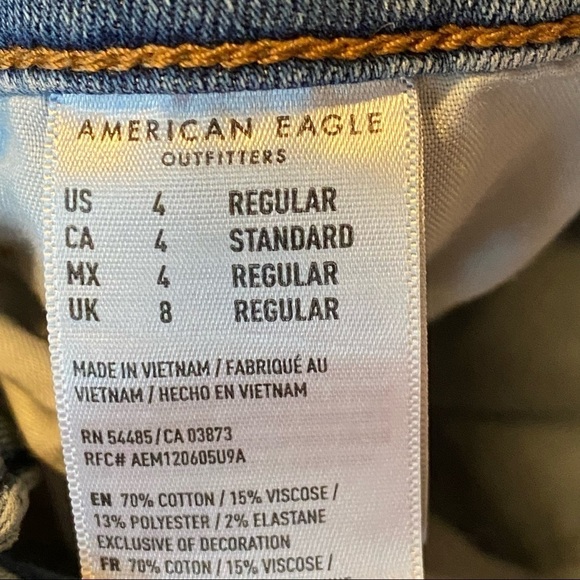 AMERICAN EAGLE
OUTFITTERS
US 4 REGULAR
CA 4 STANDARD
MX 4 REGULAR
UK 8 REGULAR
MADE IN VIETNAM / FABRIQUÉ AU
VIETNAM / HECHO EN VIETNAM
RN 54485 / CA 03873
RFC# AEM120605U9A
EN 70% COTTON / 15% VISCOSE /
13% POLYESTER / 2% ELASTANE
EXCLUSIVE OF DECORATION
FR 70% COTON / 15% VISCOSE /